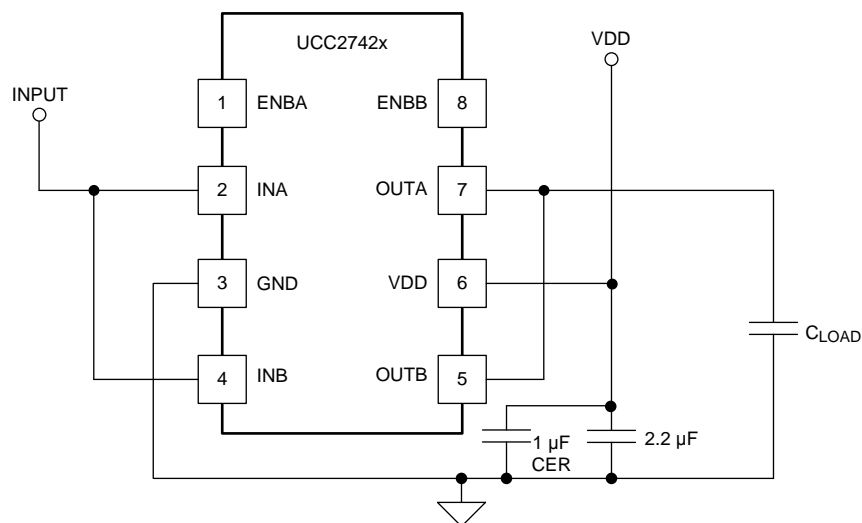 UCC2742x
VDD
INPUT
1 ENBA ENBB 8
2 INA OUTA 7
3 GND VDD 6
4 INB OUTB 5
CLOAD
1 µF
CER
2.2 µF